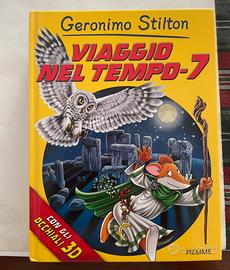 Geronimo Stilton
VIAGGIO
NEL TEMPO-7
CON GLI
OCCHIALI 3D
PIEMME